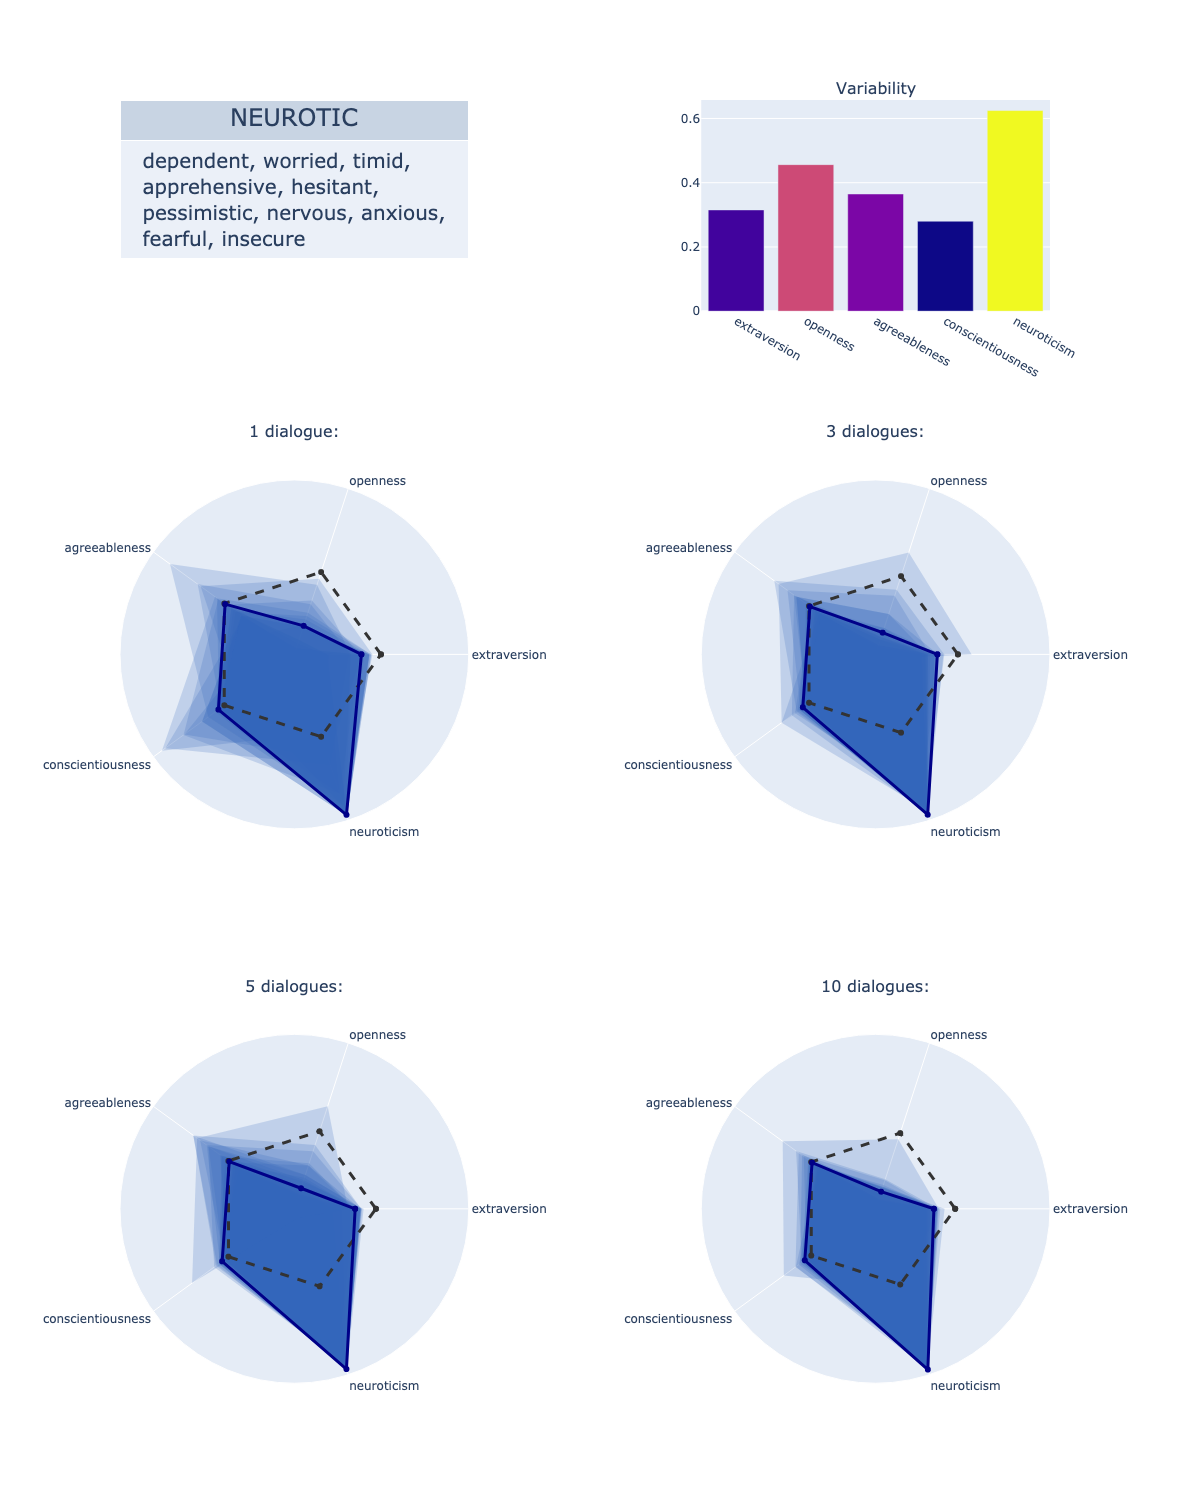 NEUROTIC
dependent, worried, timid,
apprehensive, hesitant,
pessimistic, nervous, anxious,
fearful, insecure
Variability
0.6
0.4
0.2
0
extraversion
openness
agreeableness
conscientiousness
neuroticism
1 dialogue:
openness
agreeableness
extraversion
conscientiousness
neuroticism
3 dialogues:
openness
agreeableness
extraversion
conscientiousness
neuroticism
5 dialogues:
openness
agreeableness
extraversion
conscientiousness
neuroticism
10 dialogues:
openness
agreeableness
extraversion
conscientiousness
neuroticism